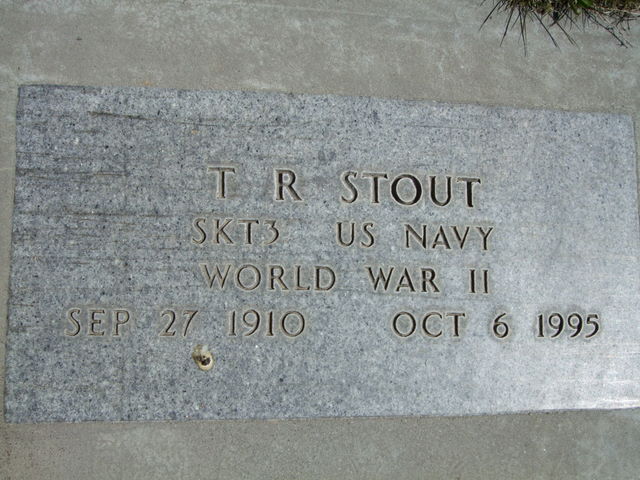 T R STOUT
SKT3 US NAVY
WORLD WAR II
SEP 27 1910 OCT 6 1995